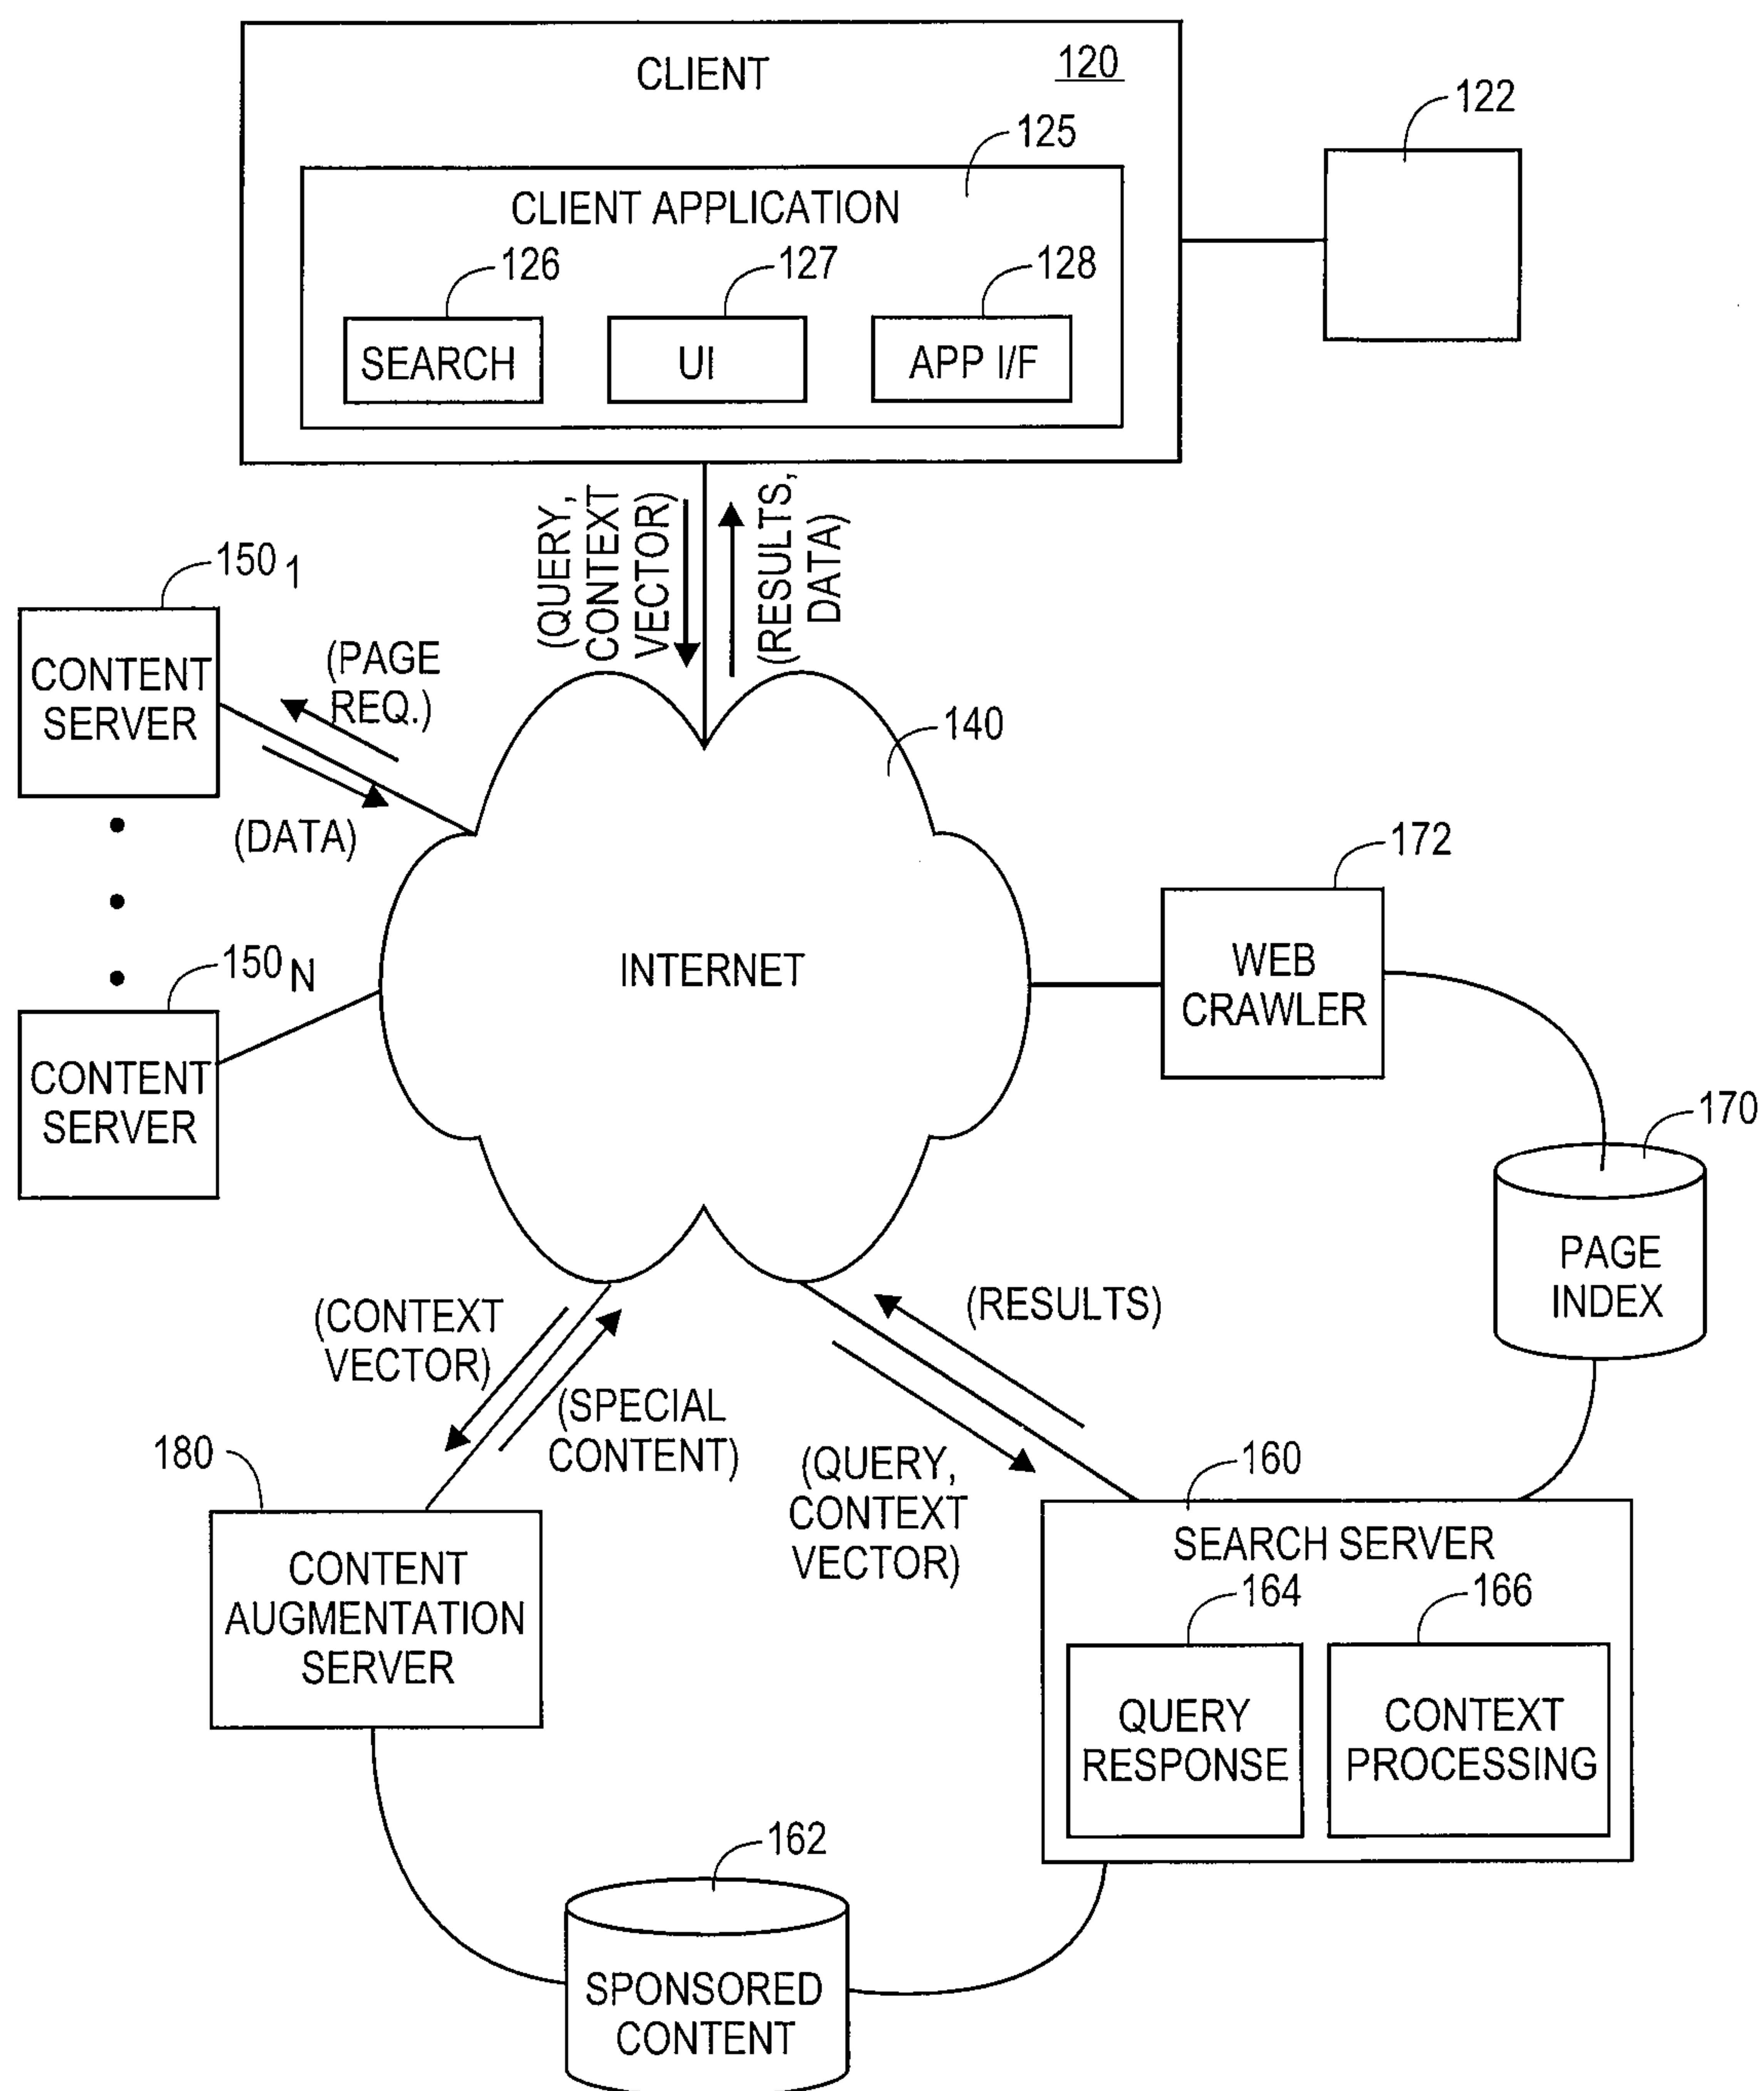 CLIENT
120
122
125
CLIENT APPLICATION
126
127
128
SEARCH
UI
APP I/F
(QUERY,
CONTEXT
VECTOR)
(RESULTS,
DATA)
150 1
CONTENT
SERVER
(PAGE
REQ.)
(DATA)
140
INTERNET
150 N
CONTENT
SERVER
172
WEB
CRAWLER
170
PAGE
INDEX
(CONTEXT
VECTOR)
(SPECIAL
CONTENT)
(RESULTS)
(QUERY,
CONTEXT
VECTOR)
180
CONTENT
AUGMENTATION
SERVER
160
SEARCH SERVER
164
166
QUERY
RESPONSE
CONTEXT
PROCESSING
162
SPONSORED
CONTENT